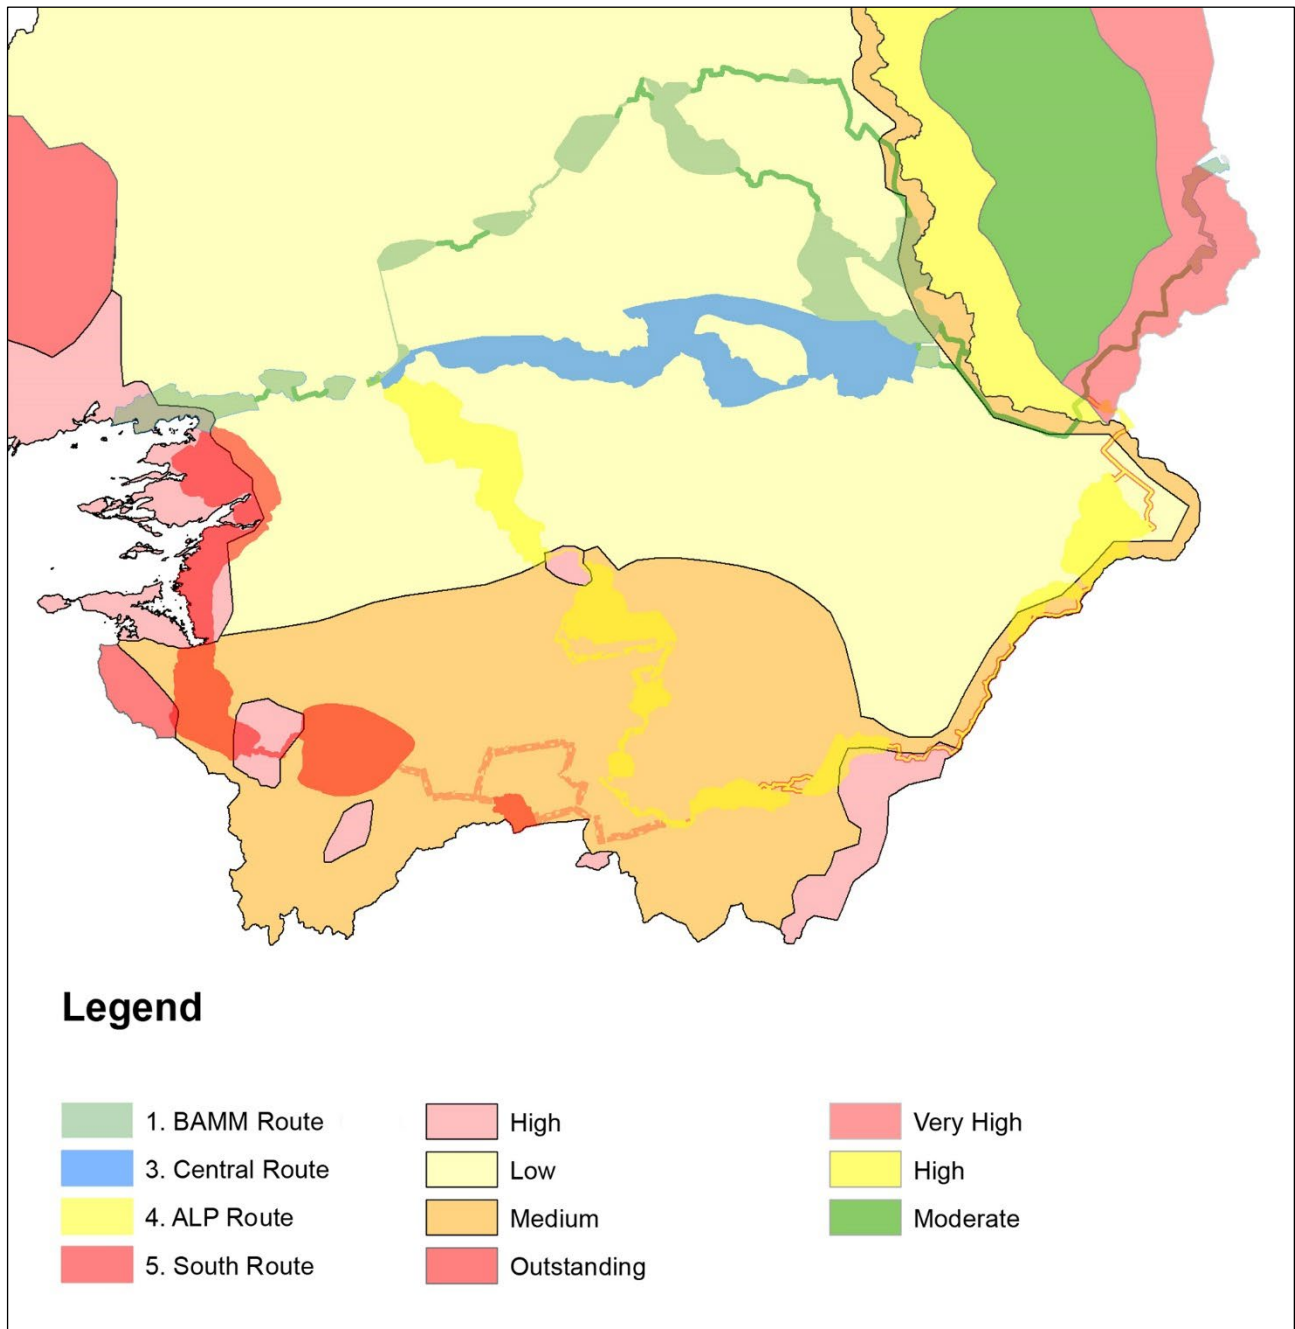 Legend
1. BAMM Route
3. Central Route
4. ALP Route
5. South Route
High
Low
Medium
Outstanding
Very High
High
Moderate